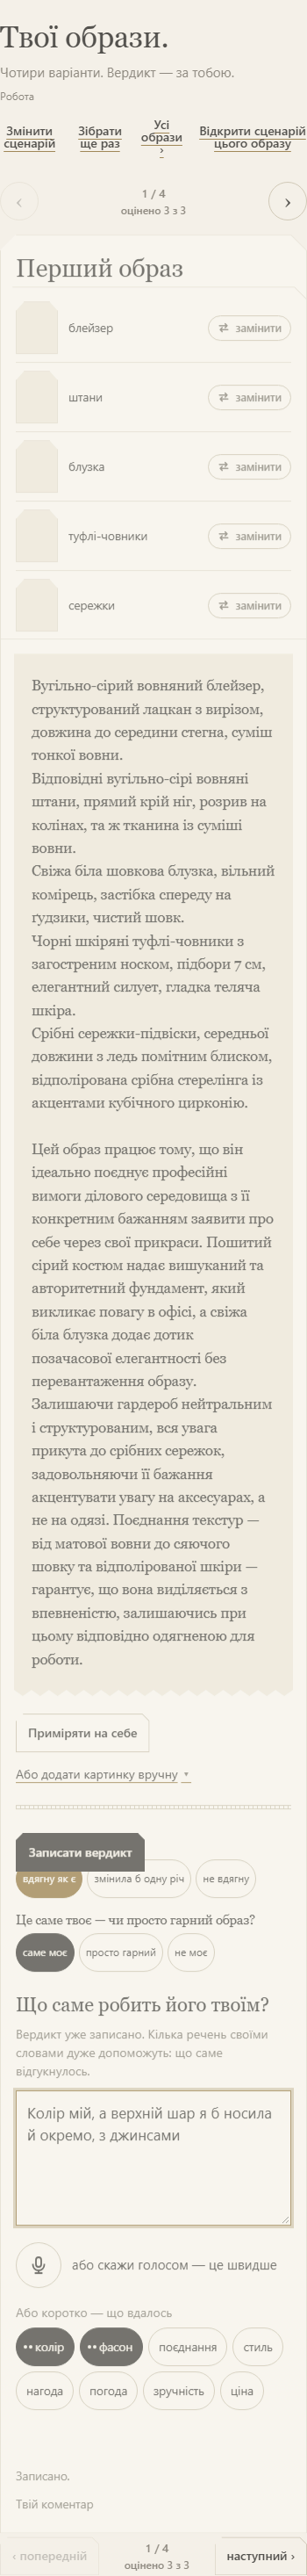 Твої образи.
Чотири варіанти. Вердикт — за тобою.
Робота
Змінити
сценарій
Зібрати
ще раз
Усі
образи
›
Відкрити сценарій
цього образу
‹
1 / 4
оцінено 3 з 3
›
Перший образ
блейзер
⇄ замінити
штани
⇄ замінити
блузка
⇄ замінити
туфлі-човники
⇄ замінити
сережки
⇄ замінити
Вугільно-сірий вовняний блейзер,
структурований лацкан з вирізом,
довжина до середини стегна, суміш
тонкої вовни.
Відповідні вугільно-сірі вовняні
штани, прямий крій ніг, розрив на
колінах, та ж тканина із суміші
вовни.
Свіжа біла шовкова блузка, вільний
комірець, застібка спереду на
ґудзики, чистий шовк.
Чорні шкіряні туфлі-човники з
загостреним носком, підбори 7 см,
елегантний силует, гладка теляча
шкіра.
Срібні сережки-підвіски, середньої
довжини з ледь помітним блиском,
відполірована срібна стерлінга із
акцентами кубічного цирконію.
Цей образ працює тому, що він
ідеально поєднує професійні
вимоги ділового середовища з її
конкретним бажанням заявити про
себе через свої прикраси. Пошитий
сірий костюм надає вишуканий та
авторитетний фундамент, який
викликає повагу в офісі, а свіжа
біла блузка додає дотик
позачасової елегантності без
перевантаження образу.
Залишаючи гардероб нейтральним
і структурованим, вся увага
прикута до срібних сережок,
задовольняючи її бажання
акцентувати увагу на аксесуарах, а
не на одязі. Поєднання текстур —
від матової вовни до сяючого
шовку та відполірованої шкіри —
гарантує, що вона виділяється з
впевненістю, залишаючись при
цьому відповідно одягненою для
роботи.
Приміряти на себе
Або додати картинку вручну ▾
Записати вердикт
вдягну як є
змінила б одну річ
не вдягну
Це саме твоє — чи просто гарний образ?
саме моє
просто гарний
не моє
Що саме робить його твоїм?
Вердикт уже записано. Кілька речень своїми
словами дуже допоможуть: що саме
відгукнулось.
Колір мій, а верхній шар я б носила
й окремо, з джинсами
або скажи голосом — це швидше
Або коротко — що вдалось
•• колір
•• фасон
поєднання
стиль
нагода
погода
зручність
ціна
Записано.
Твій коментар
‹ попередній
1 / 4
оцінено 3 з 3
наступний ›